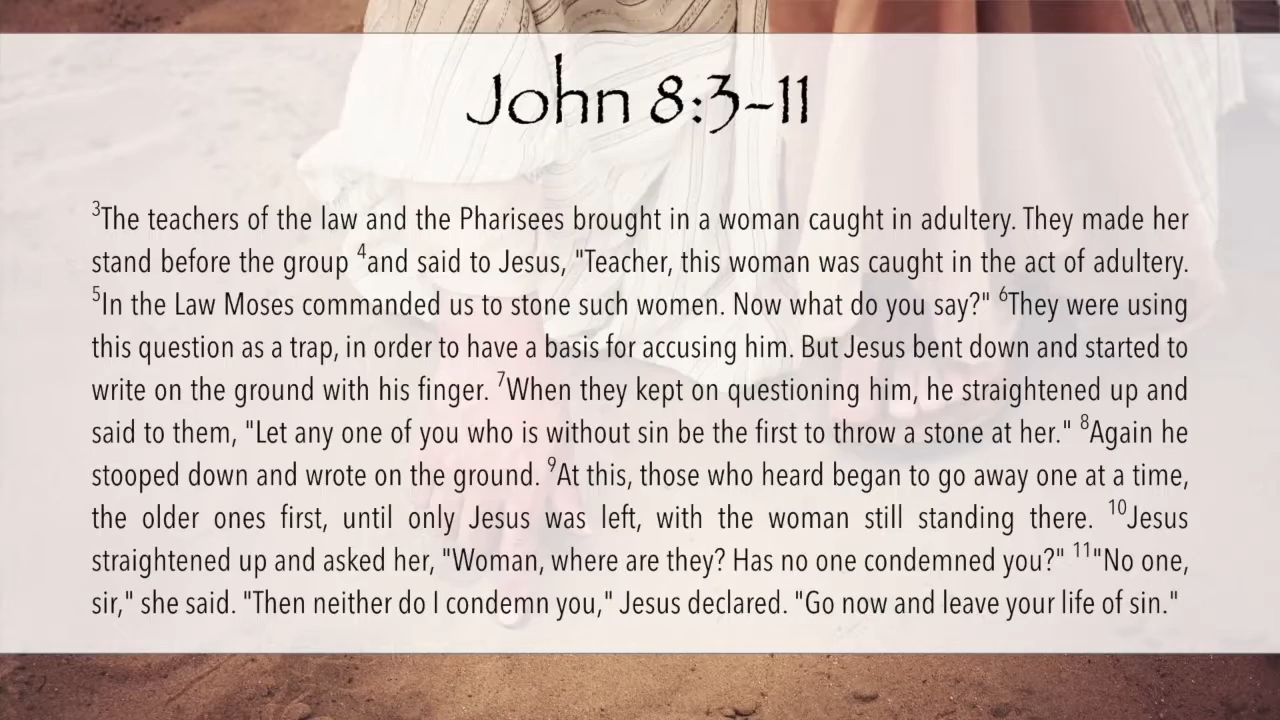 John 8:3-11
³The teachers of the law and the Pharisees brought in a woman caught in adultery. They made her
stand before the group ⁴and said to Jesus, "Teacher, this woman was caught in the act of adultery.
⁵In the Law Moses commanded us to stone such women. Now what do you say?" ⁶They were using
this question as a trap, in order to have a basis for accusing him. But Jesus bent down and started to
write on the ground with his finger. ⁷When they kept on questioning him, he straightened up and
said to them, "Let any one of you who is without sin be the first to throw a stone at her." ⁸Again he
stooped down and wrote on the ground. ⁹At this, those who heard began to go away one at a time,
the older ones first, until only Jesus was left, with the woman still standing there. ¹⁰Jesus
straightened up and asked her, "Woman, where are they? Has no one condemned you?" ¹¹"No one,
sir," she said. "Then neither do I condemn you," Jesus declared. "Go now and leave your life of sin."